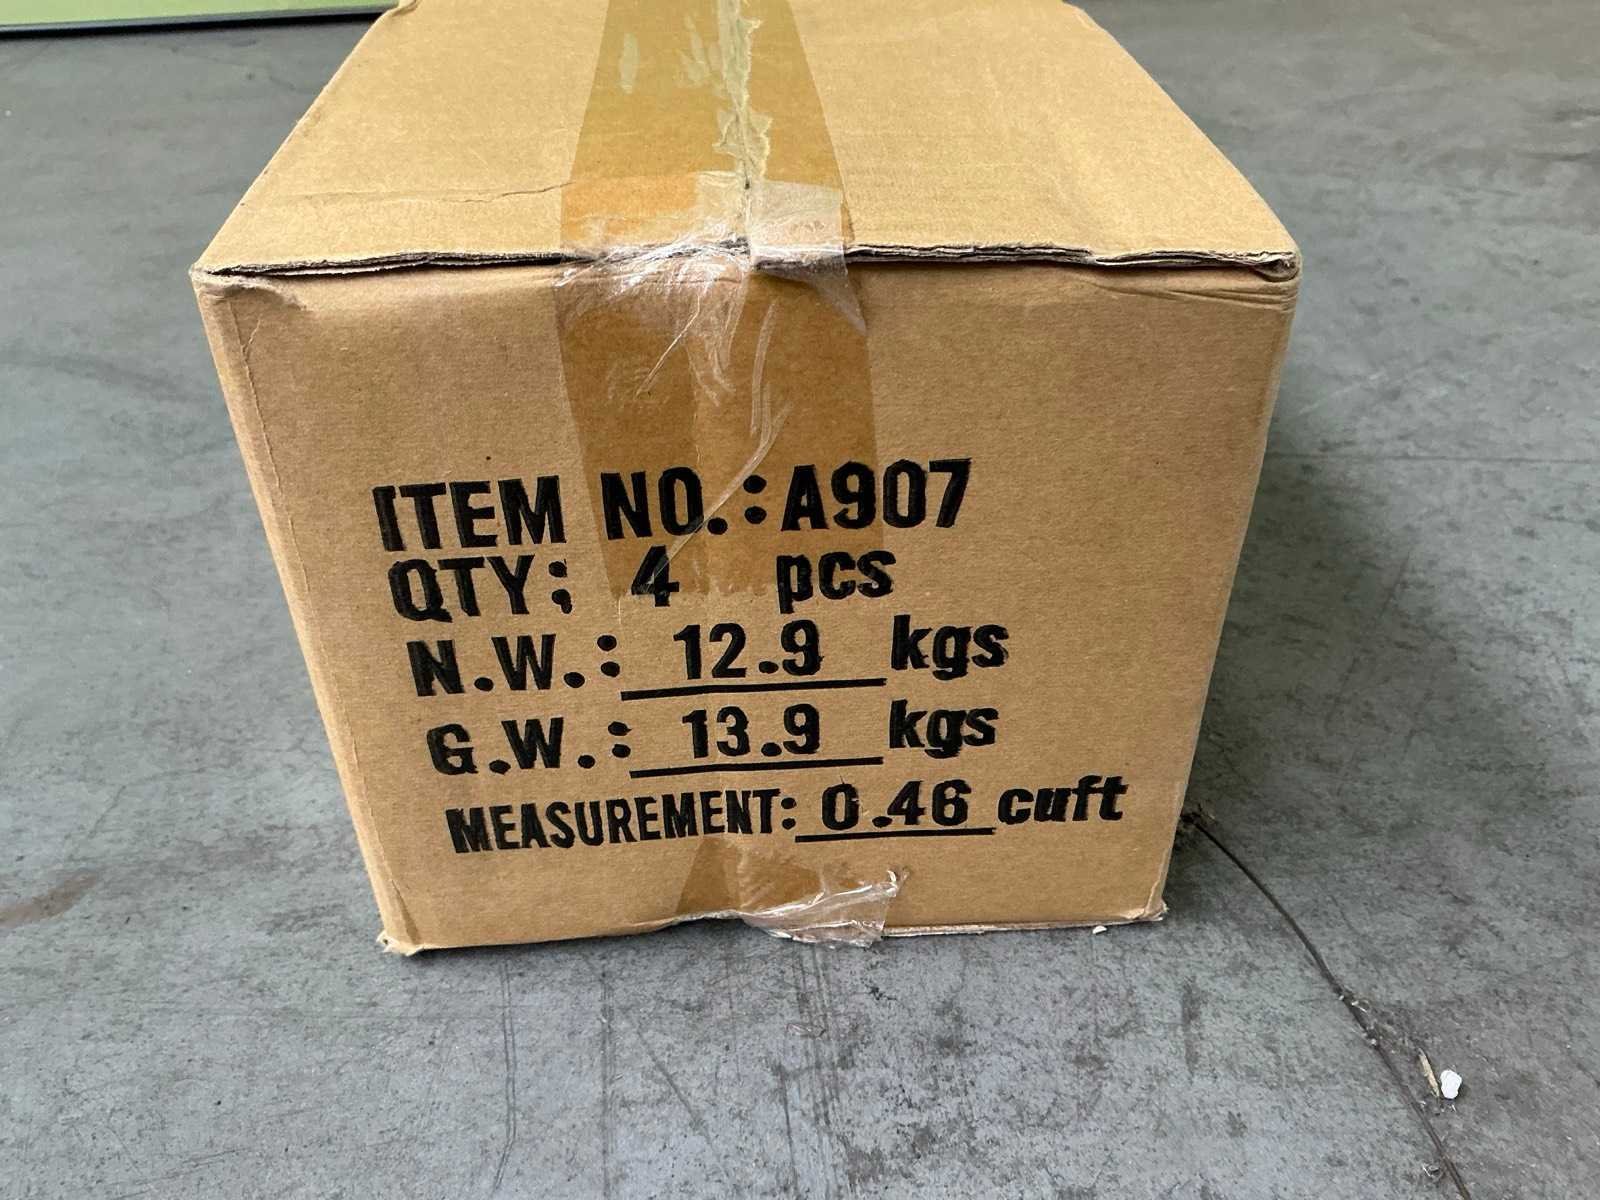 ITEM NO.: A907
QTY: 4 pcs
N.W.: 12.9 kgs
G.W.: 13.9 kgs
MEASUREMENT: 0.46 cuft